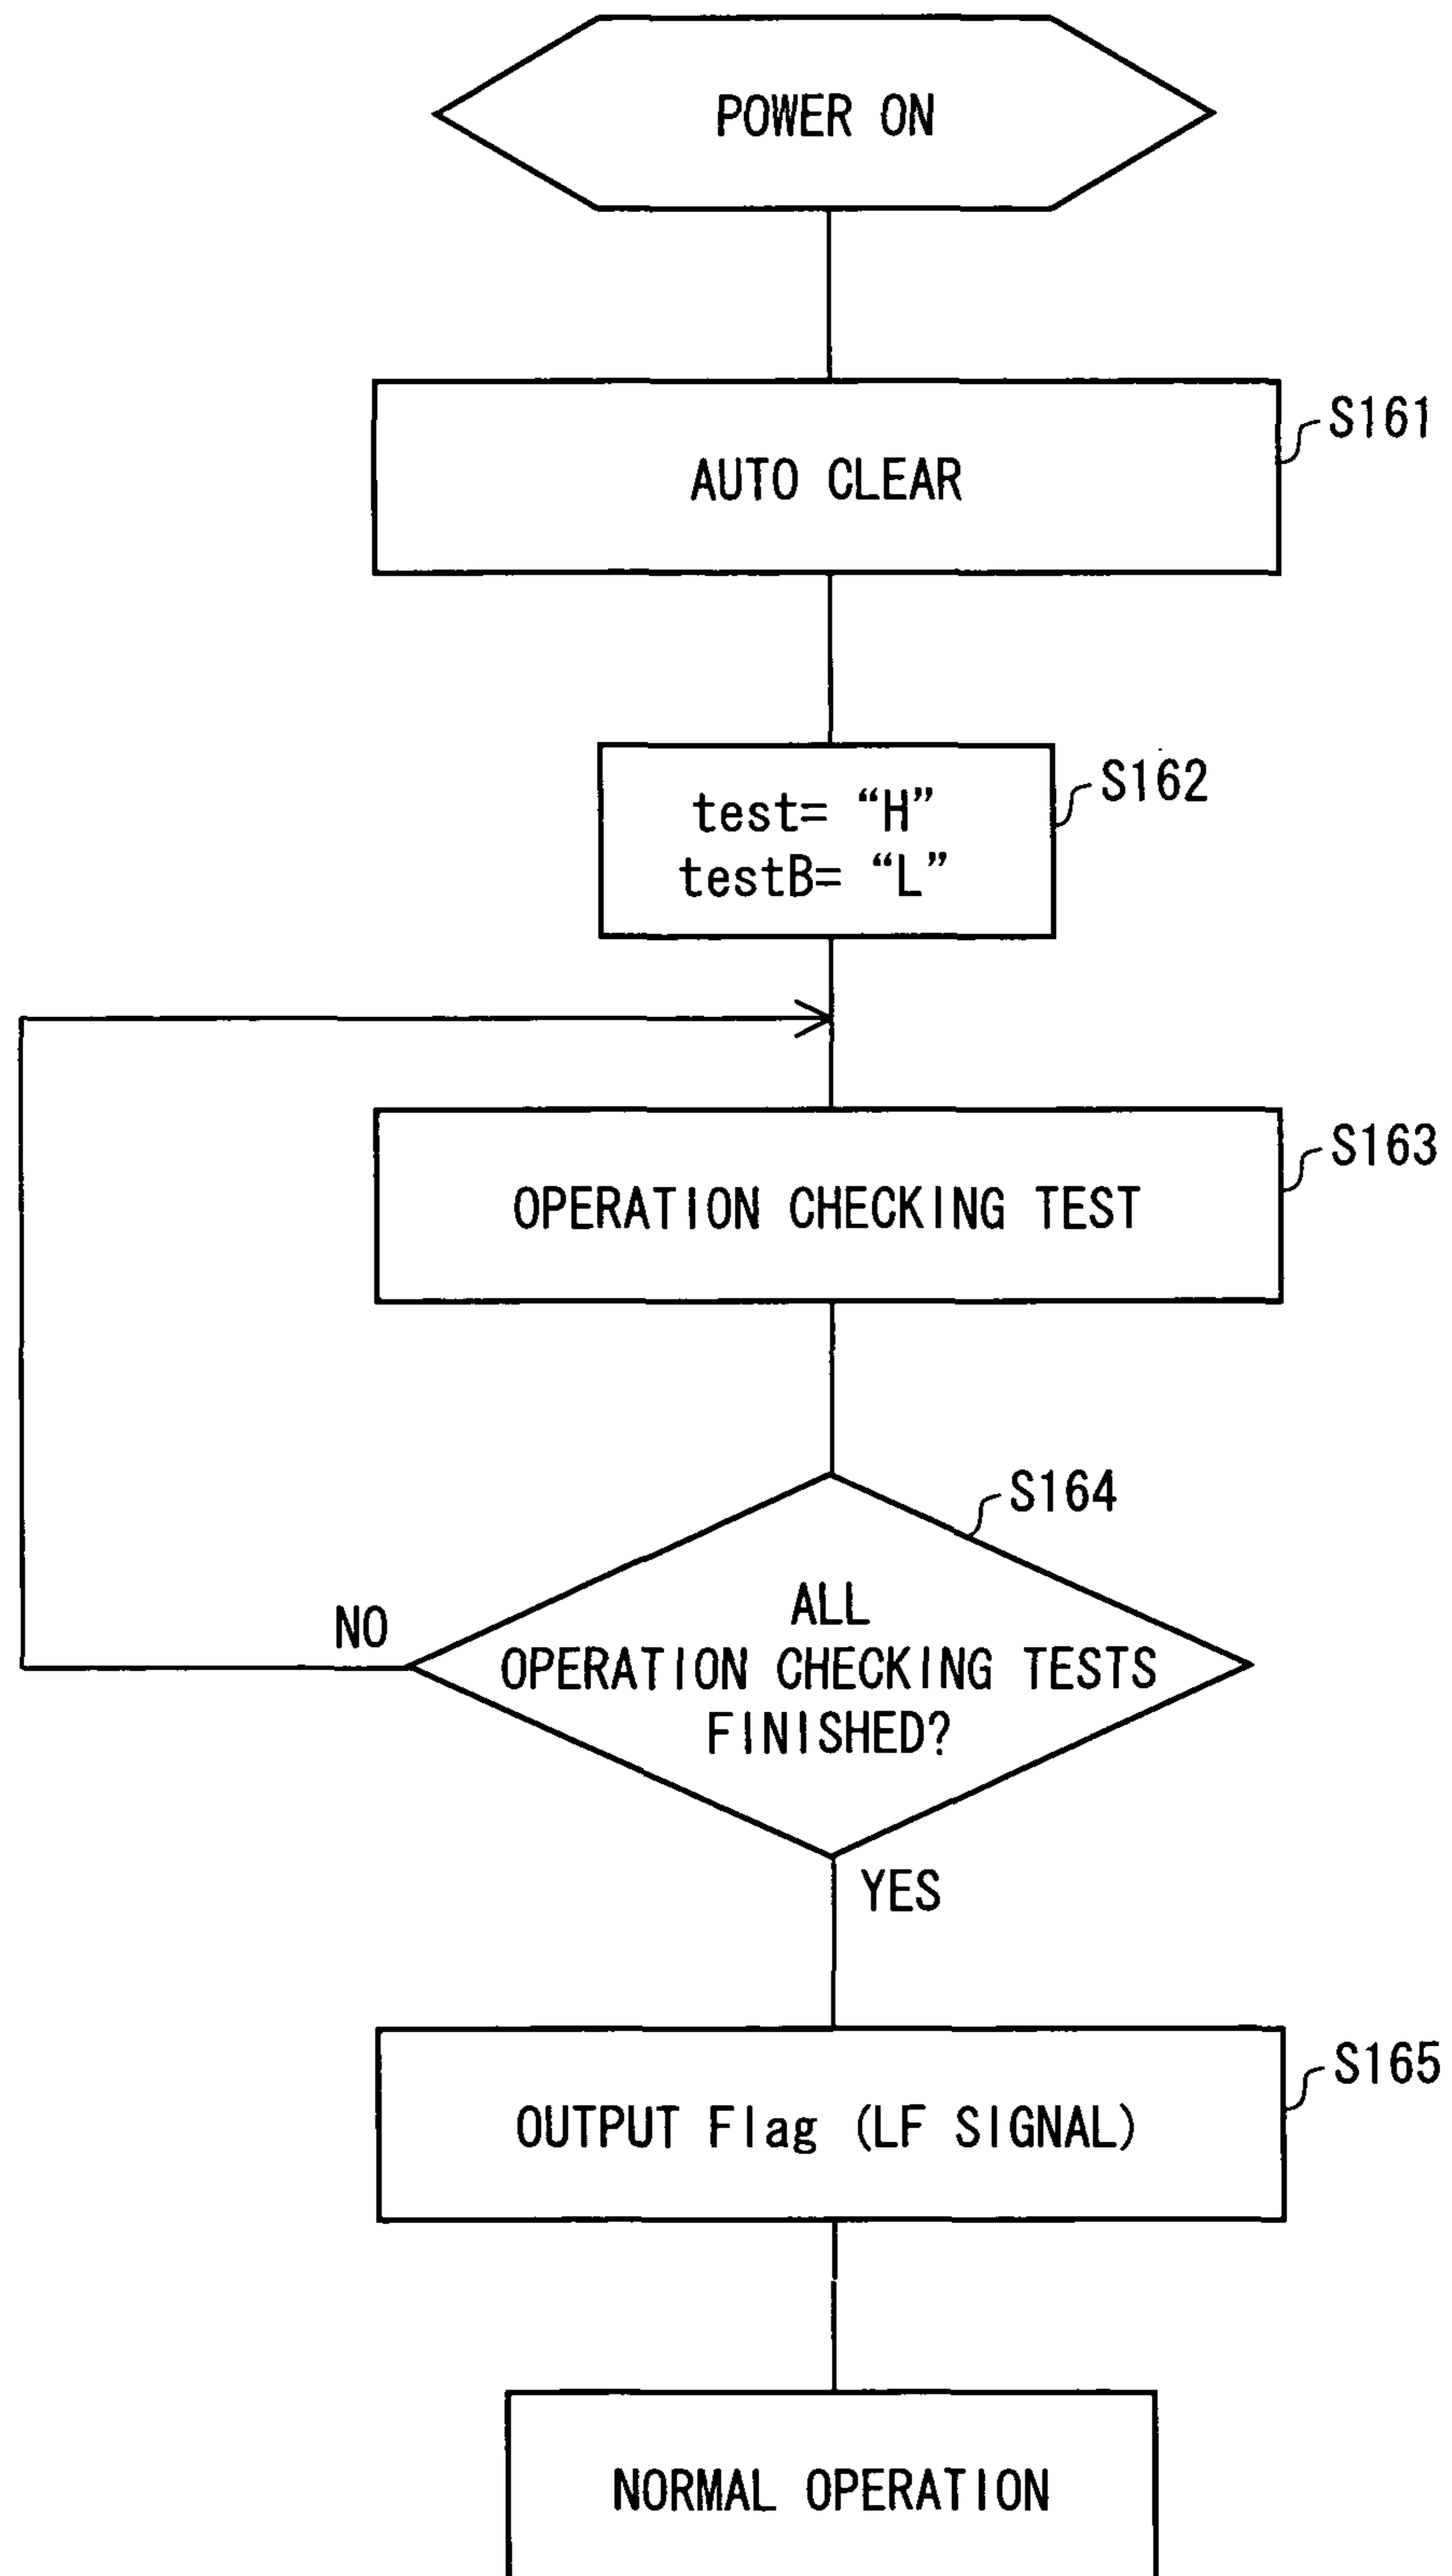 POWER ON
AUTO CLEAR
S161
test= “H”
testB= “L”
S162
OPERATION CHECKING TEST
S163
S164
ALL
OPERATION CHECKING TESTS
FINISHED?
NO
YES
OUTPUT Flag (LF SIGNAL)
S165
NORMAL OPERATION